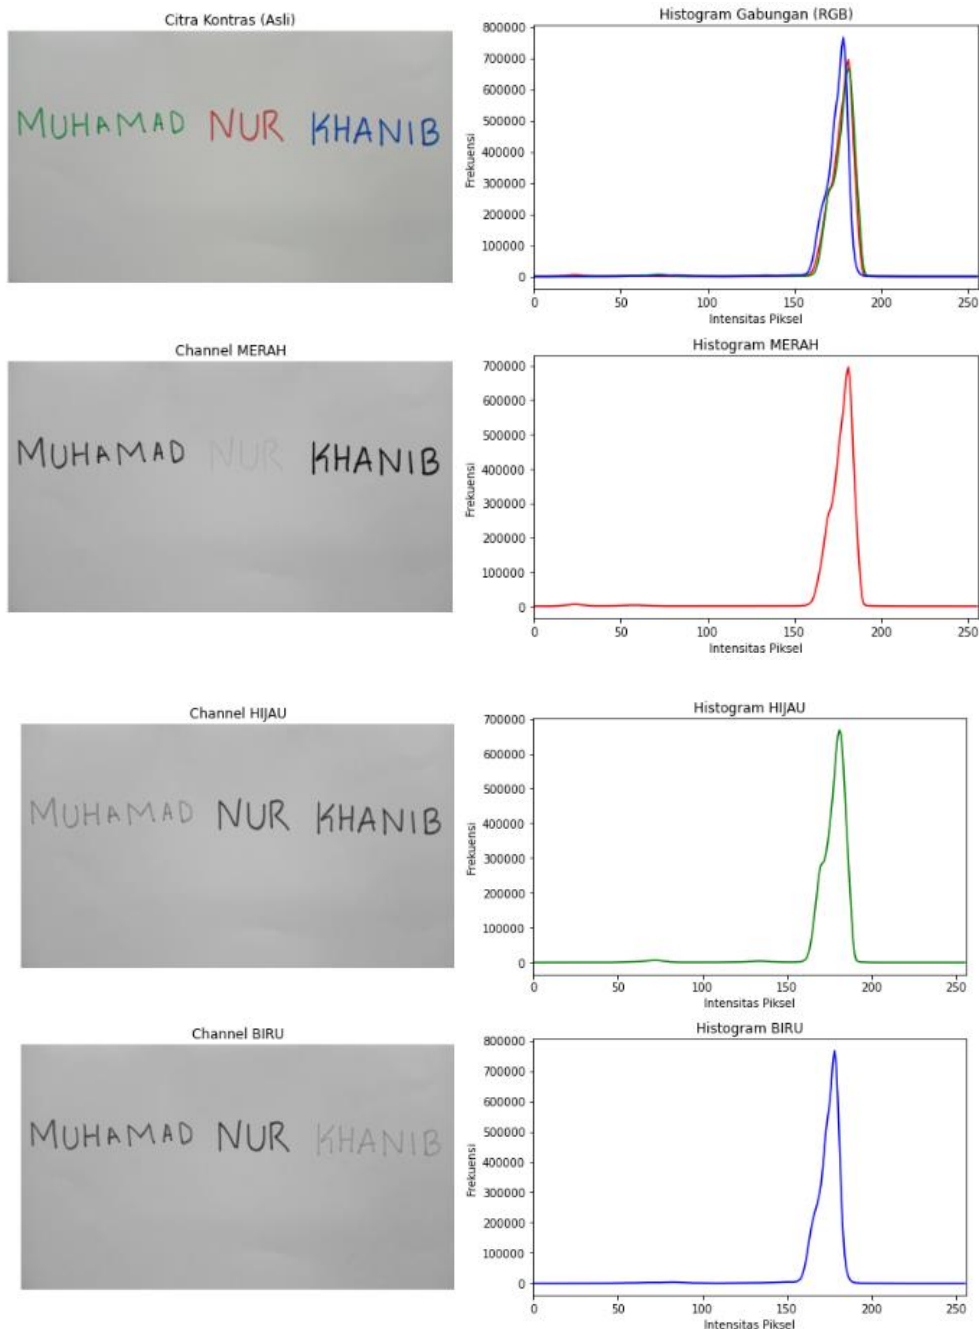 Citra Kontras (Asli)
MUHAMAD NUR KHANIB
Histogram Gabungan (RGB)
800000
700000
600000
500000
400000
300000
200000
100000
0
Frekuensi
0 50 100 150 200 250
Intensitas Piksel
Channel MERAH
MUHAMAD NUR KHANIB
Histogram MERAH
700000
600000
500000
400000
300000
200000
100000
0
Frekuensi
0 50 100 150 200 250
Intensitas Piksel
Channel HIJAU
MUHAMAD NUR KHANIB
Histogram HIJAU
700000
600000
500000
400000
300000
200000
100000
0
Frekuensi
0 50 100 150 200 250
Intensitas Piksel
Channel BIRU
MUHAMAD NUR KHANIB
Histogram BIRU
800000
700000
600000
500000
400000
300000
200000
100000
0
Frekuensi
0 50 100 150 200 250
Intensitas Piksel